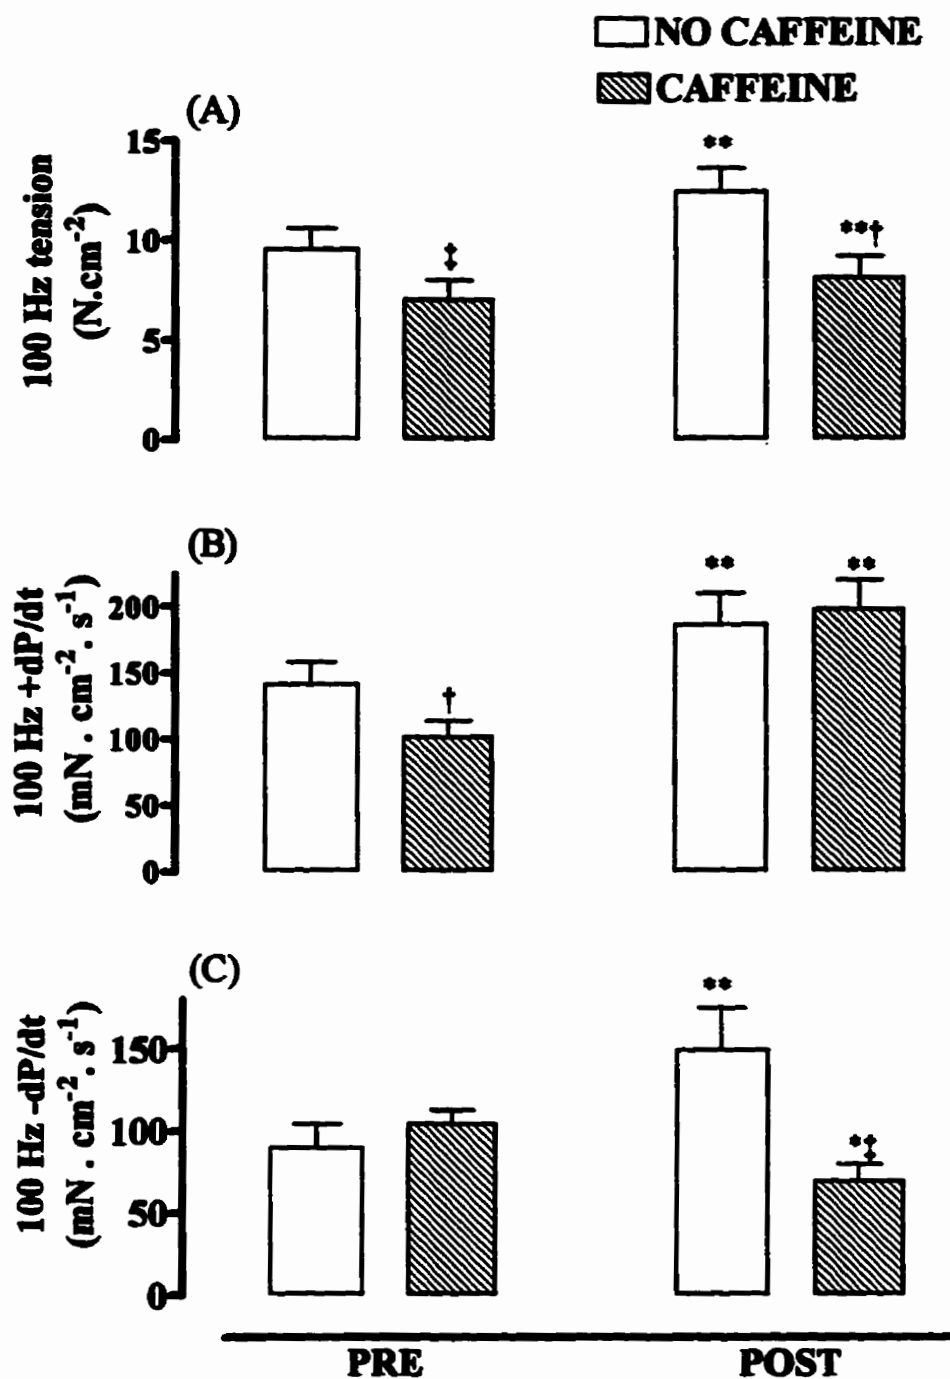 NO CAFFEINE
CAFFEINE
(A)
100 Hz tension
(N.cm⁻²)
15
10
5
0
**
‡
**†
(B)
100 Hz +dP/dt
(mN . cm⁻² . s⁻¹)
200
150
100
50
0
†
**
**
(C)
100 Hz -dP/dt
(mN . cm⁻² . s⁻¹)
150
100
50
0
**
*‡
PRE
POST